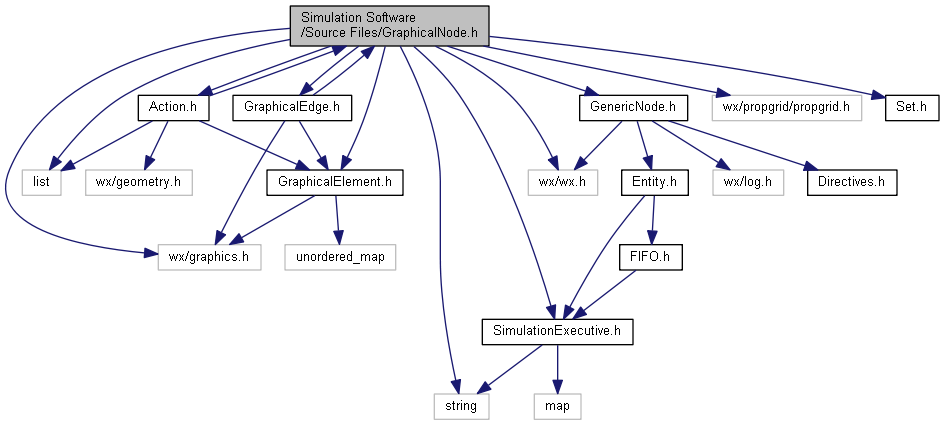 Simulation Software
/Source Files/GraphicalNode.h
Action.h
GraphicalEdge.h
GenericNode.h
wx/propgrid/propgrid.h
Set.h
list
wx/geometry.h
GraphicalElement.h
wx/wx.h
Entity.h
wx/log.h
Directives.h
wx/graphics.h
unordered_map
FIFO.h
SimulationExecutive.h
string
map